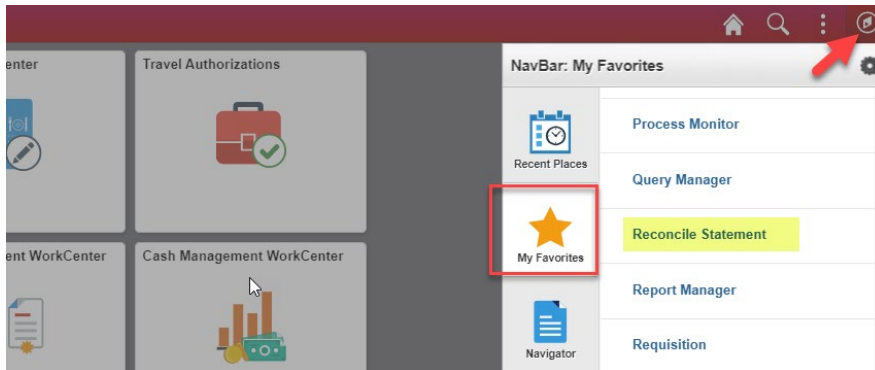 enter
Travel Authorizations
NavBar: My Favorites
Recent Places
My Favorites
Navigator
Process Monitor
Query Manager
Reconcile Statement
Report Manager
Requisition
ent WorkCenter
Cash Management WorkCenter